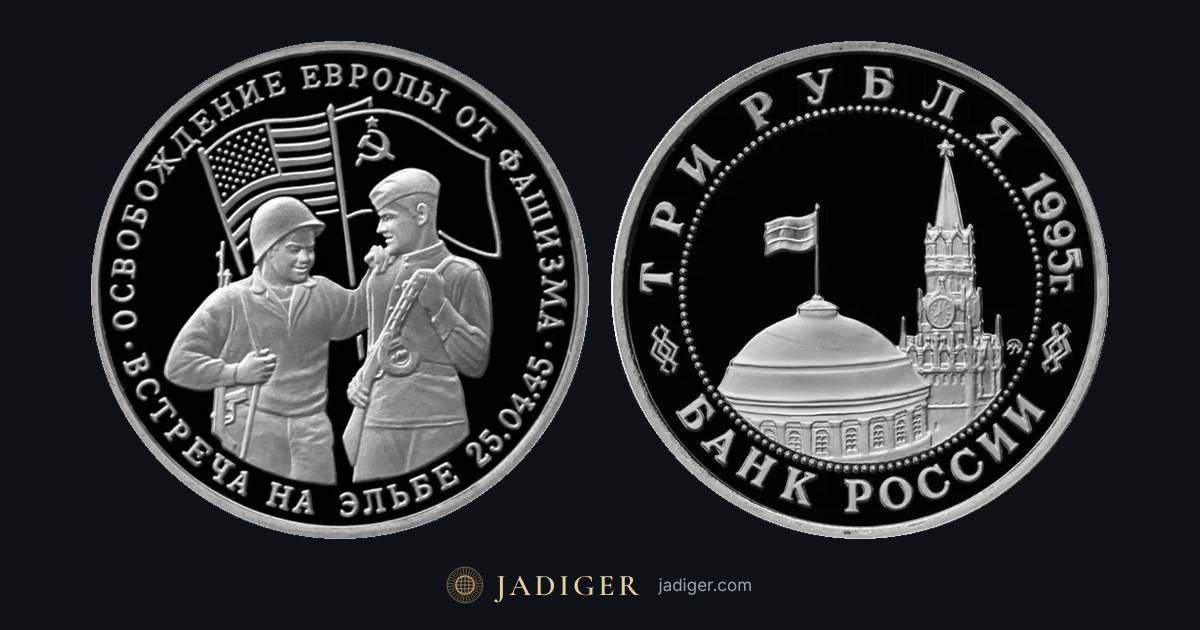 ОСВОБОЖДЕНИЕ ЕВРОПЫ ОТ ФАШИЗМА
· ВСТРЕЧА НА ЭЛЬБЕ 25.04.45 ·
ТРИ РУБЛЯ 1995г.
БАНК РОССИИ
JADIGER jadiger.com